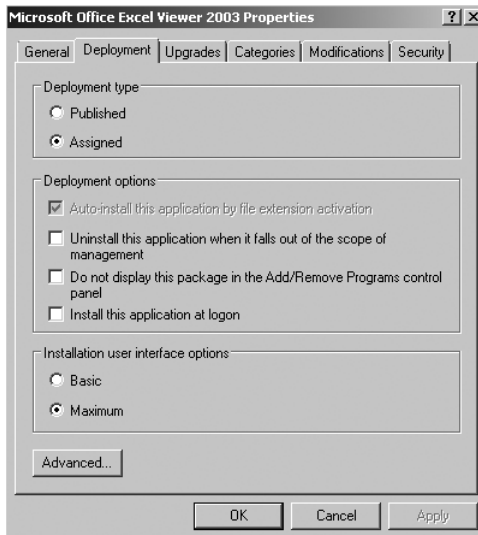 Microsoft Office Excel Viewer 2003 Properties
General
Deployment
Upgrades
Categories
Modifications
Security
Deployment type
Published
Assigned
Deployment options
Auto-install this application by file extension activation
Uninstall this application when it falls out of the scope of
management
Do not display this package in the Add/Remove Programs control
panel
Install this application at logon
Installation user interface options
Basic
Maximum
Advanced...
OK
Cancel
Apply